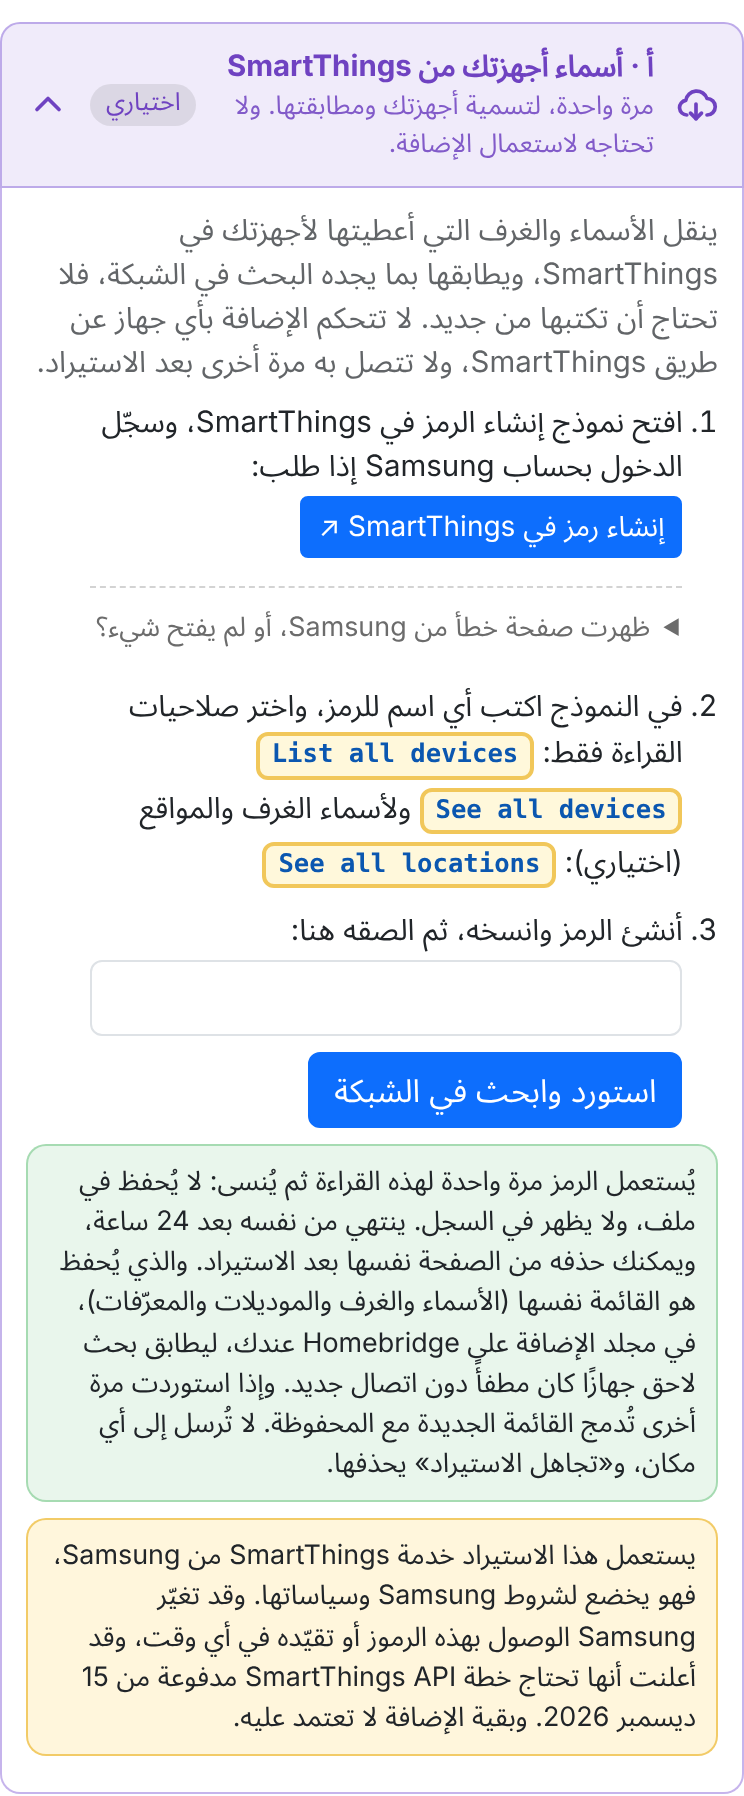 أ · أسماء أجهزتك من SmartThings
مرة واحدة، لتسمية أجهزتك ومطابقتها. ولا
تحتاجه لاستعمال الإضافة.
اختياري
ينقل الأسماء والغرف التي أعطيتها لأجهزتك في
SmartThings، ويطابقها بما يجده البحث في الشبكة، فلا
تحتاج أن تكتبها من جديد. لا تتحكم الإضافة بأي جهاز عن
طريق SmartThings، ولا تتصل به مرة أخرى بعد الاستيراد.
1. افتح نموذج إنشاء الرمز في SmartThings، وسجّل
الدخول بحساب Samsung إذا طلب:
إنشاء رمز في SmartThings ↗
◀ ظهرت صفحة خطأ من Samsung، أو لم يفتح شيء؟
2. في النموذج اكتب أي اسم للرمز، واختر صلاحيات
القراءة فقط: List all devices
See all devices ولأسماء الغرف والمواقع
(اختياري): See all locations
3. أنشئ الرمز وانسخه، ثم الصقه هنا:
استورد وابحث في الشبكة
يُستعمل الرمز مرة واحدة لهذه القراءة ثم يُنسى: لا يُحفظ في
ملف، ولا يظهر في السجل. ينتهي من نفسه بعد 24 ساعة،
ويمكنك حذفه من الصفحة نفسها بعد الاستيراد. والذي يُحفظ
هو القائمة نفسها (الأسماء والغرف والموديلات والمعرّفات)،
في مجلد الإضافة على Homebridge عندك، ليطابق بحث
لاحق جهازًا كان مطفأً دون اتصال جديد. وإذا استوردت مرة
أخرى تُدمج القائمة الجديدة مع المحفوظة. لا تُرسل إلى أي
مكان، و«تجاهل الاستيراد» يحذفها.
يستعمل هذا الاستيراد خدمة SmartThings من Samsung،
فهو يخضع لشروط Samsung وسياساتها. وقد تغيّر
Samsung الوصول بهذه الرموز أو تقيّده في أي وقت، وقد
أعلنت أنها تحتاج خطة SmartThings API مدفوعة من 15
ديسمبر 2026. وبقية الإضافة لا تعتمد عليه.